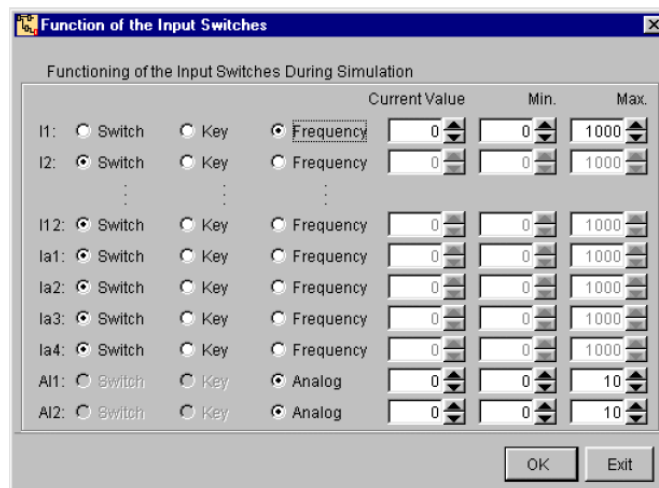 Function of the Input Switches
Functioning of the Input Switches During Simulation
Current Value Min. Max.
I1: Switch Key Frequency 0 0 1000
I2: Switch Key Frequency 0 0 1000
I12: Switch Key Frequency 0 0 1000
Ia1: Switch Key Frequency 0 0 1000
Ia2: Switch Key Frequency 0 0 1000
Ia3: Switch Key Frequency 0 0 1000
Ia4: Switch Key Frequency 0 0 1000
AI1: Switch Key Analog 0 0 10
AI2: Switch Key Analog 0 0 10
OK Exit